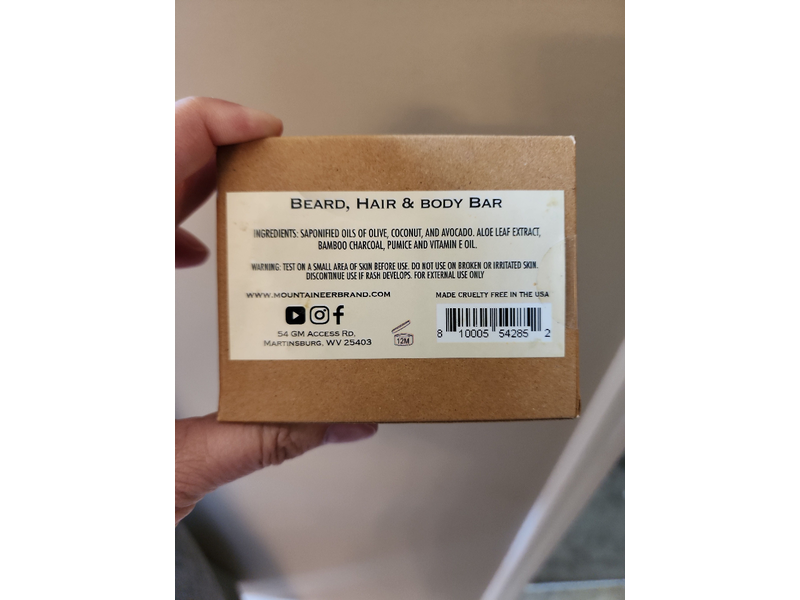 BEARD, HAIR & BODY BAR
INGREDIENTS: SAPONIFIED OILS OF OLIVE, COCONUT, AND AVOCADO. ALOE LEAF EXTRACT,
BAMBOO CHARCOAL, PUMICE AND VITAMIN E OIL.
WARNING: TEST ON A SMALL AREA OF SKIN BEFORE USE. DO NOT USE ON BROKEN OR IRRITATED SKIN.
DISCONTINUE USE IF RASH DEVELOPS. FOR EXTERNAL USE ONLY
WWW.MOUNTAINEERBRAND.COM
MADE CRUELTY FREE IN THE USA
54 GM ACCESS RD.
MARTINSBURG, WV 25403
12M
8 10005 54285 2